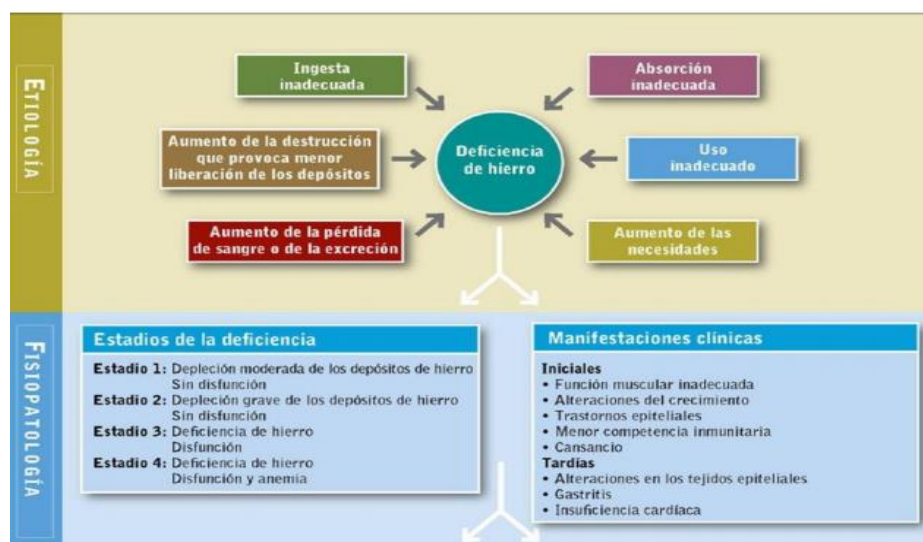 ETIOLOGÍA
Ingesta
inadecuada
Absorción
inadecuada
Aumento de la destrucción
que provoca menor
liberación de los depósitos
Deficiencia
de hierro
Uso
inadecuado
Aumento de la pérdida
de sangre o de la excreción
Aumento de las
necesidades
FISIOPATOLOGÍA
Estadios de la deficiencia
Estadio 1: Depleción moderada de los depósitos de hierro
Sin disfunción
Estadio 2: Depleción grave de los depósitos de hierro
Sin disfunción
Estadio 3: Deficiencia de hierro
Disfunción
Estadio 4: Deficiencia de hierro
Disfunción y anemia
Manifestaciones clínicas
Iniciales
• Función muscular inadecuada
• Alteraciones del crecimiento
• Trastornos epiteliales
• Menor competencia inmunitaria
• Cansancio
Tardías
• Alteraciones en los tejidos epiteliales
• Gastritis
• Insuficiencia cardíaca